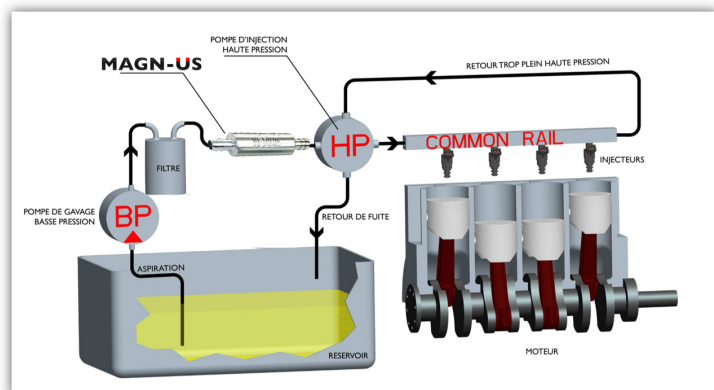 POMPE D'INJECTION
HAUTE PRESSION
MAGN-US
RETOUR TROP PLEIN HAUTE PRESSION
HP
COMMON RAIL
INJECTEURS
FILTRE
POMPE DE GAVAGE
BASSE PRESSION
BP
RETOUR DE FUITE
ASPIRATION
RESERVOIR
MOTEUR